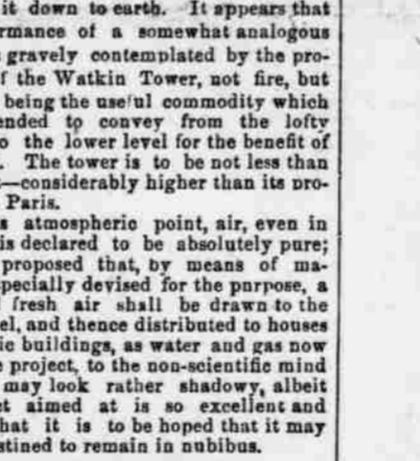 it down to earth. It appears that
rmance of a somewhat analogous
gravely contemplated by the pro-
f the Watkin Tower, not fire, but
being the useful commodity which
ended to convey from the lofty
o the lower level for the benefit of
. The tower is to be not less than
—considerably higher than its pro-
Paris.
s atmospheric point, air, even in
is declared to be absolutely pure;
proposed that, by means of ma-
specially devised for the purpose, a
fresh air shall be drawn to the
el, and thence distributed to houses
ic buildings, as water and gas now
e project, to the non-scientific mind
may look rather shadowy, albeit
ct aimed at is so excellent and
hat it is to be hoped that it may
stined to remain in nubibus.